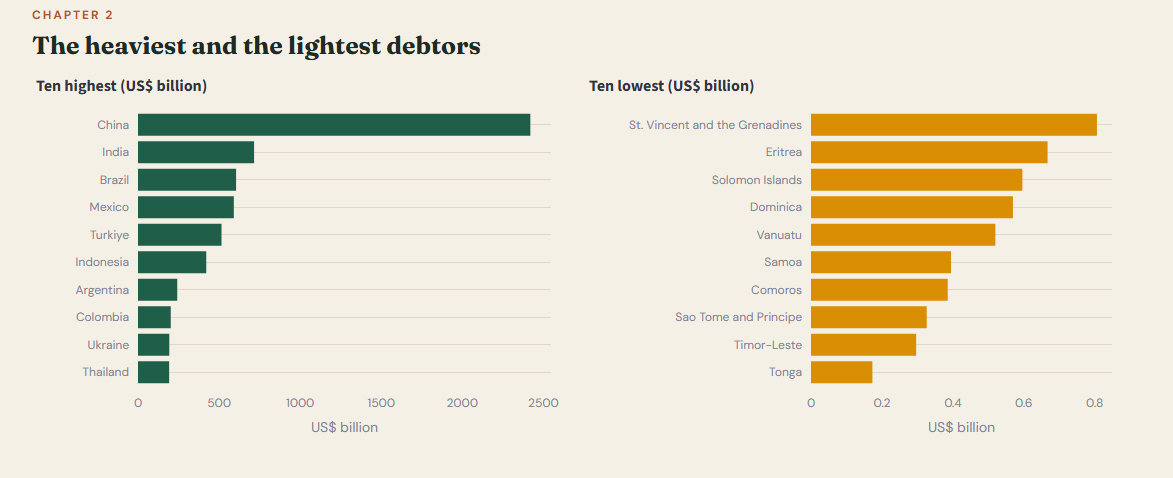 CHAPTER 2
The heaviest and the lightest debtors
Ten highest (US$ billion)
China
India
Brazil
Mexico
Turkiye
Indonesia
Argentina
Colombia
Ukraine
Thailand
0 500 1000 1500 2000 2500
US$ billion
Ten lowest (US$ billion)
St. Vincent and the Grenadines
Eritrea
Solomon Islands
Dominica
Vanuatu
Samoa
Comoros
Sao Tome and Principe
Timor-Leste
Tonga
0 0.2 0.4 0.6 0.8
US$ billion